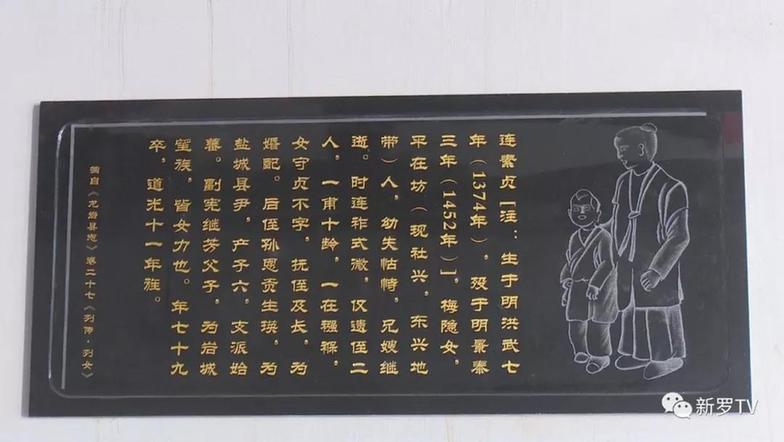 连素贞[注：生于明洪武七
年（1374年），殁于明景泰
三年（1452年）]，梅隐女，
平在坊（现社兴、东兴地
带）人，幼失怙恃，兄嫂继
逝。时连祚式微，仅遗侄二
人，一甫十龄，一在襁褓。
女守贞不字，抚侄及长，为
婚配。后侄孙恩贡生瑛，为
盐城县尹，产子六，支派始
蕃。副宪继芳父子，为岩城
望族，皆女力也。年七十九
卒，道光十一年旌。
摘自《龙岩县志》卷二十七《列传·列女》
新罗TV